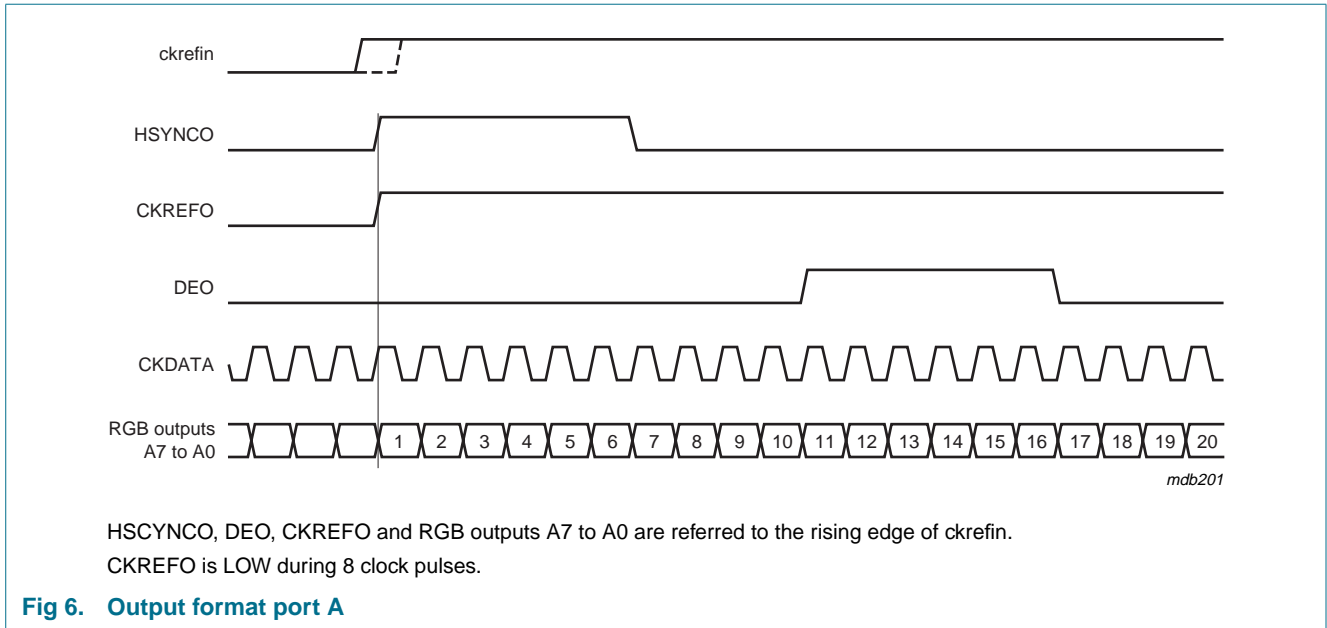 ckrefin
HSYNCO
CKREFO
DEO
CKDATA
RGB outputs
A7 to A0
1 2 3 4 5 6 7 8 9 10 11 12 13 14 15 16 17 18 19 20
mdb201
HSCYNCO, DEO, CKREFO and RGB outputs A7 to A0 are referred to the rising edge of ckrefin.
CKREFO is LOW during 8 clock pulses.
Fig 6. Output format port A